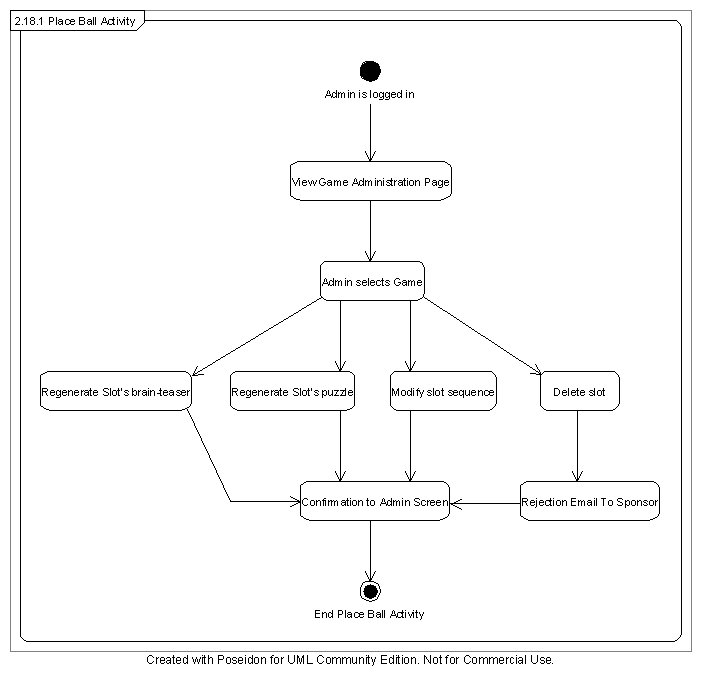 2.18.1 Place Ball Activity
Admin is logged in
View Game Administration Page
Admin selects Game
Regenerate Slot's brain-teaser
Regenerate Slot's puzzle
Modify slot sequence
Delete slot
Confirmation to Admin Screen
Rejection Email To Sponsor
End Place Ball Activity
Created with Poseidon for UML Community Edition. Not for Commercial Use.